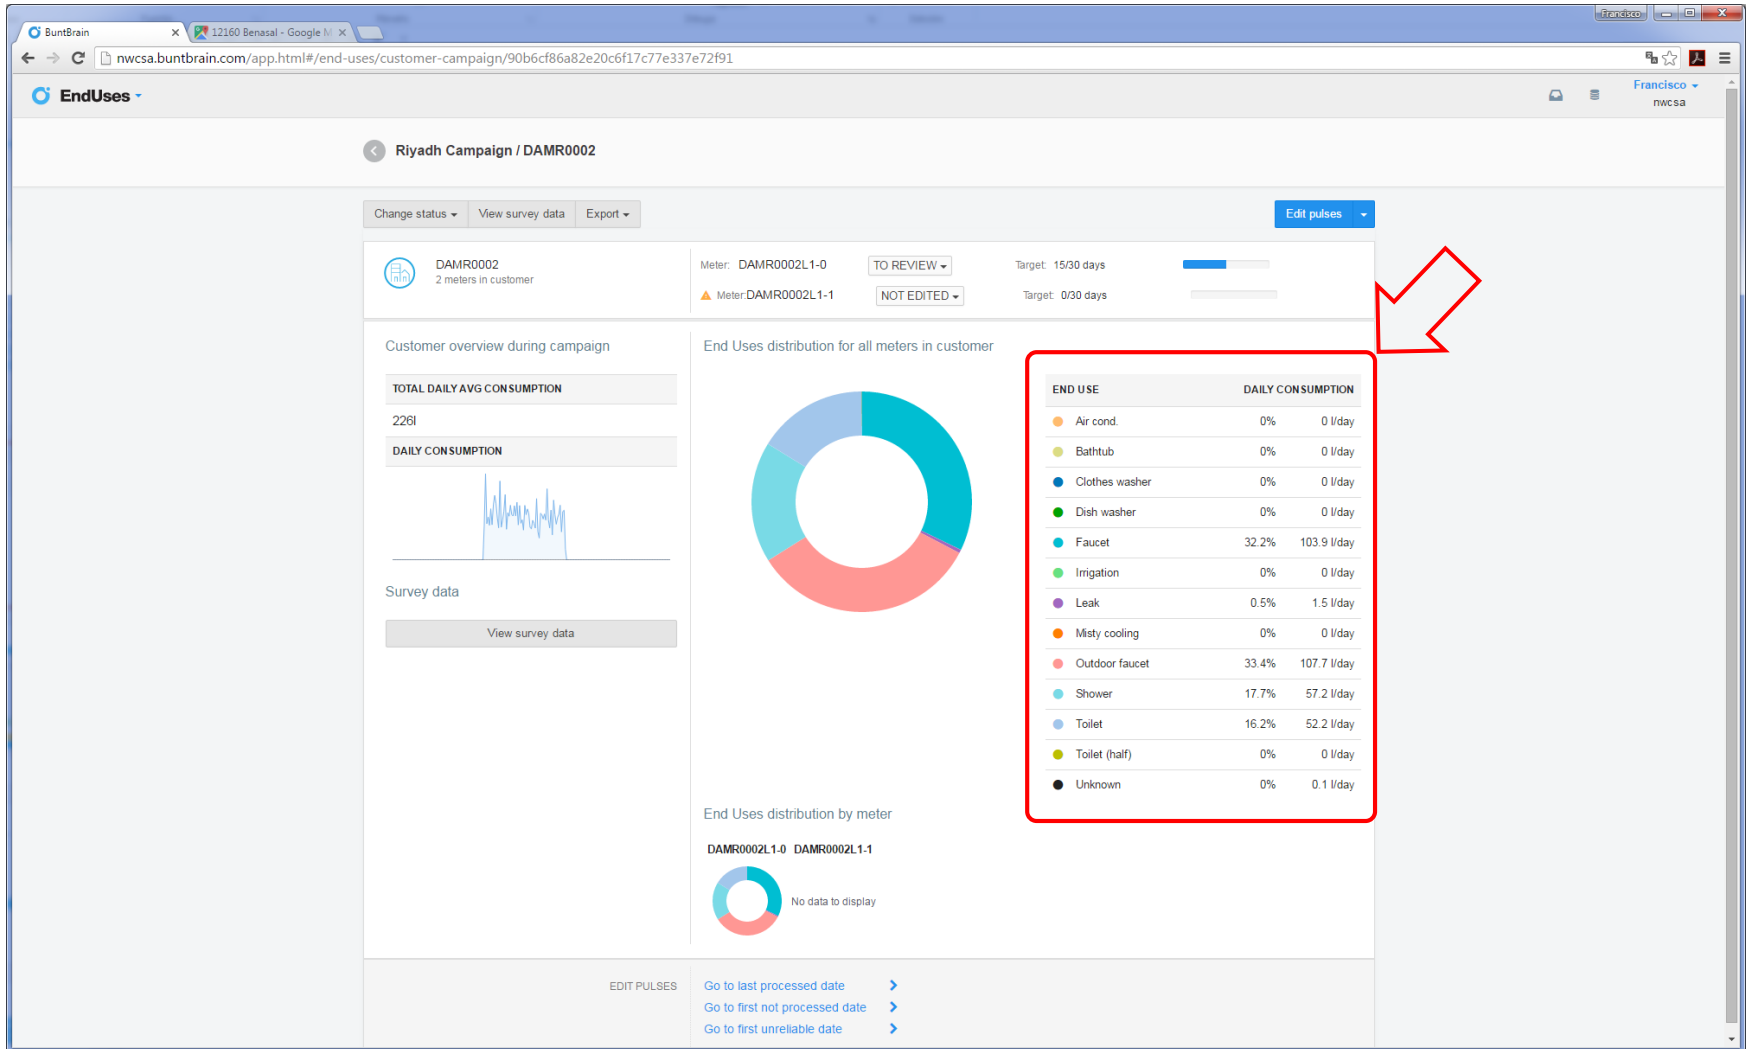 Francisco
BuntBrain
12160 Benasal - Google M
nwcsa.buntbrain.com/app.html#/end-uses/customer-campaign/90b6cf86a82e20c6f17c77e337e72f91
EndUses
Francisco
nwcsa
Riyadh Campaign / DAMR0002
Change status
View survey data
Export
Edit pulses
DAMR0002
2 meters in customer
Meter: DAMR0002L1-0 TO REVIEW Target: 15/30 days
Meter:DAMR0002L1-1 NOT EDITED Target: 0/30 days
Customer overview during campaign
TOTAL DAILY AVG CONSUMPTION
226l
DAILY CONSUMPTION
Survey data
View survey data
End Uses distribution for all meters in customer
END USE DAILY CONSUMPTION
Air cond. 0% 0 l/day
Bathtub 0% 0 l/day
Clothes washer 0% 0 l/day
Dish washer 0% 0 l/day
Faucet 32.2% 103.9 l/day
Irrigation 0% 0 l/day
Leak 0.5% 1.5 l/day
Misty cooling 0% 0 l/day
Outdoor faucet 33.4% 107.7 l/day
Shower 17.7% 57.2 l/day
Toilet 16.2% 52.2 l/day
Toilet (half) 0% 0 l/day
Unknown 0% 0.1 l/day
End Uses distribution by meter
DAMR0002L1-0 DAMR0002L1-1
No data to display
EDIT PULSES
Go to last processed date
Go to first not processed date
Go to first unreliable date